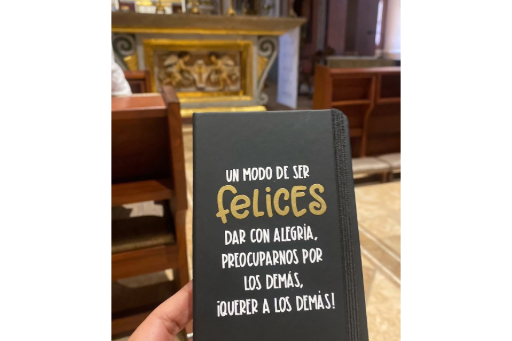 UN MODO DE SER
feLiCeS
DAR CON ALEGRÍA,
PREOCUPARNOS POR
LOS DEMÁS,
¡QUERER A LOS DEMÁS!